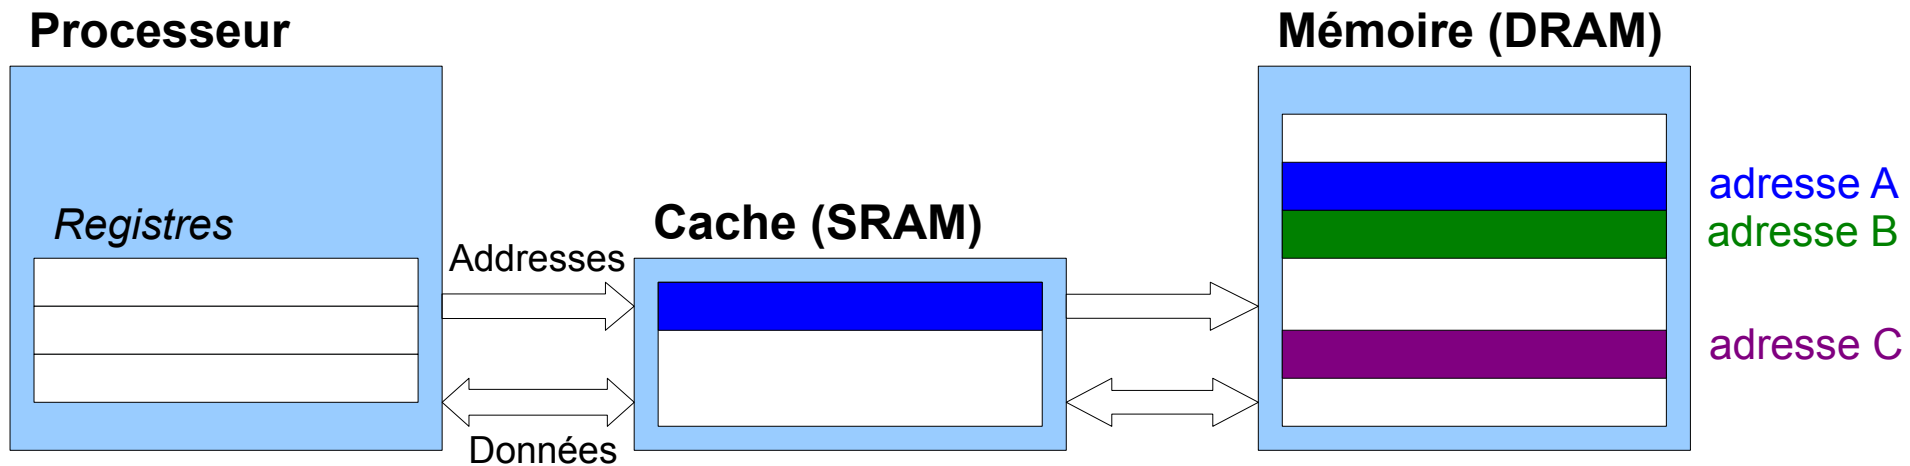 Processeur
Mémoire (DRAM)
adresse A
Registres
Cache (SRAM)
adresse B
Addresses
adresse C
Données